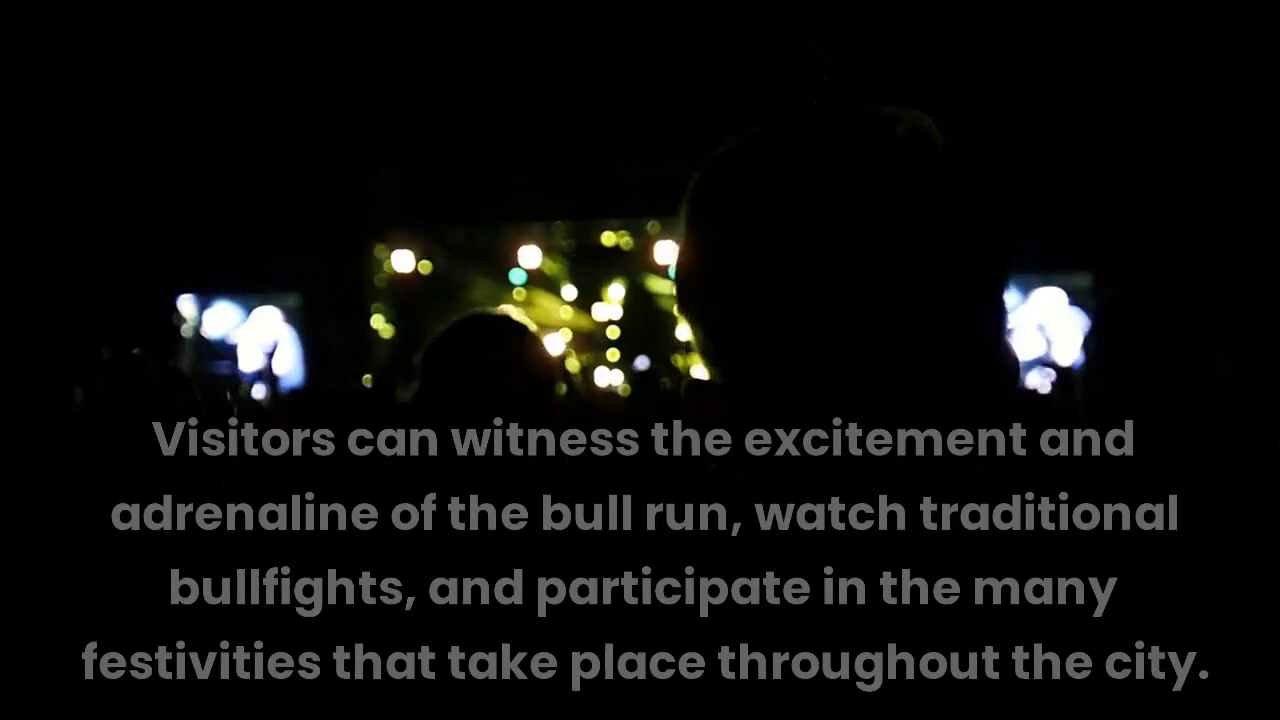 Visitors can witness the excitement and
adrenaline of the bull run, watch traditional
bullfights, and participate in the many
festivities that take place throughout the city.